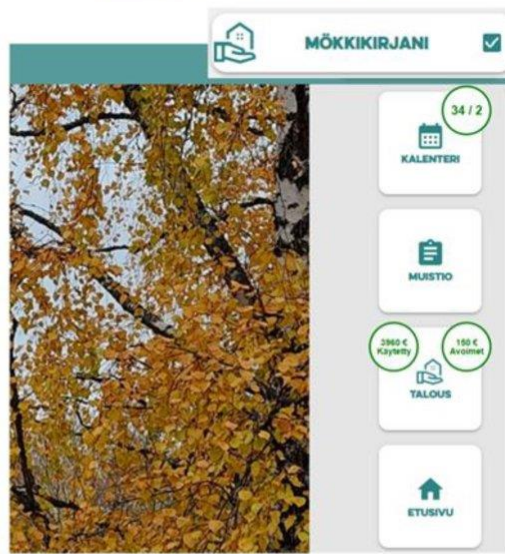 MÖKKIKIRJANI
34 / 2
KALENTERI
MUISTIO
3960 €
Käytetty
150 €
Avoimet
TALOUS
ETUSIVU